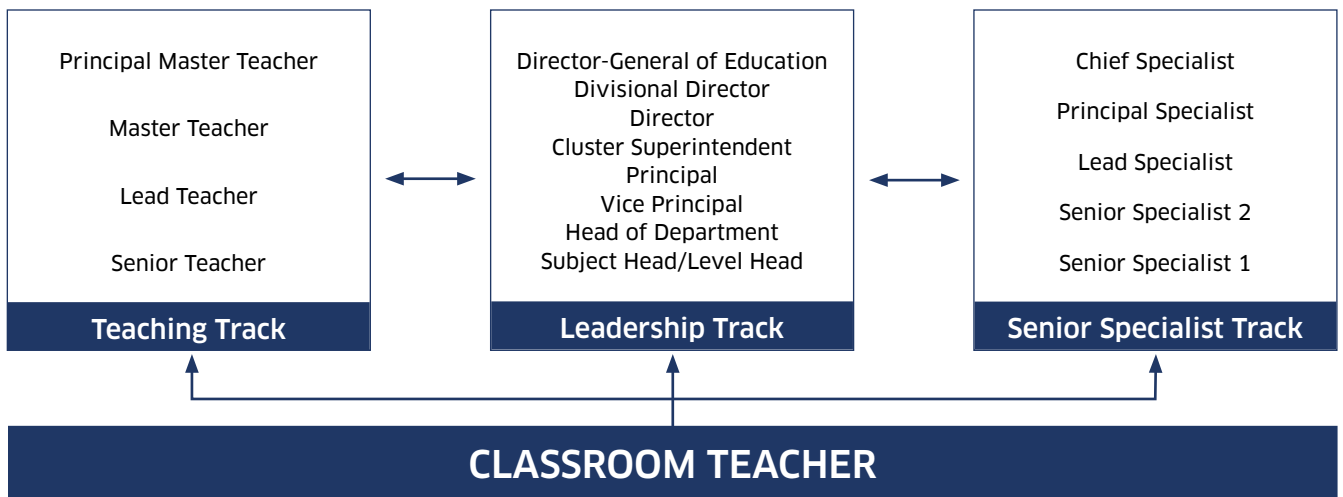 Principal Master Teacher
Master Teacher
Lead Teacher
Senior Teacher
Teaching Track
Director-General of Education
Divisional Director
Director
Cluster Superintendent
Principal
Vice Principal
Head of Department
Subject Head/Level Head
Leadership Track
Chief Specialist
Principal Specialist
Lead Specialist
Senior Specialist 2
Senior Specialist 1
Senior Specialist Track
CLASSROOM TEACHER